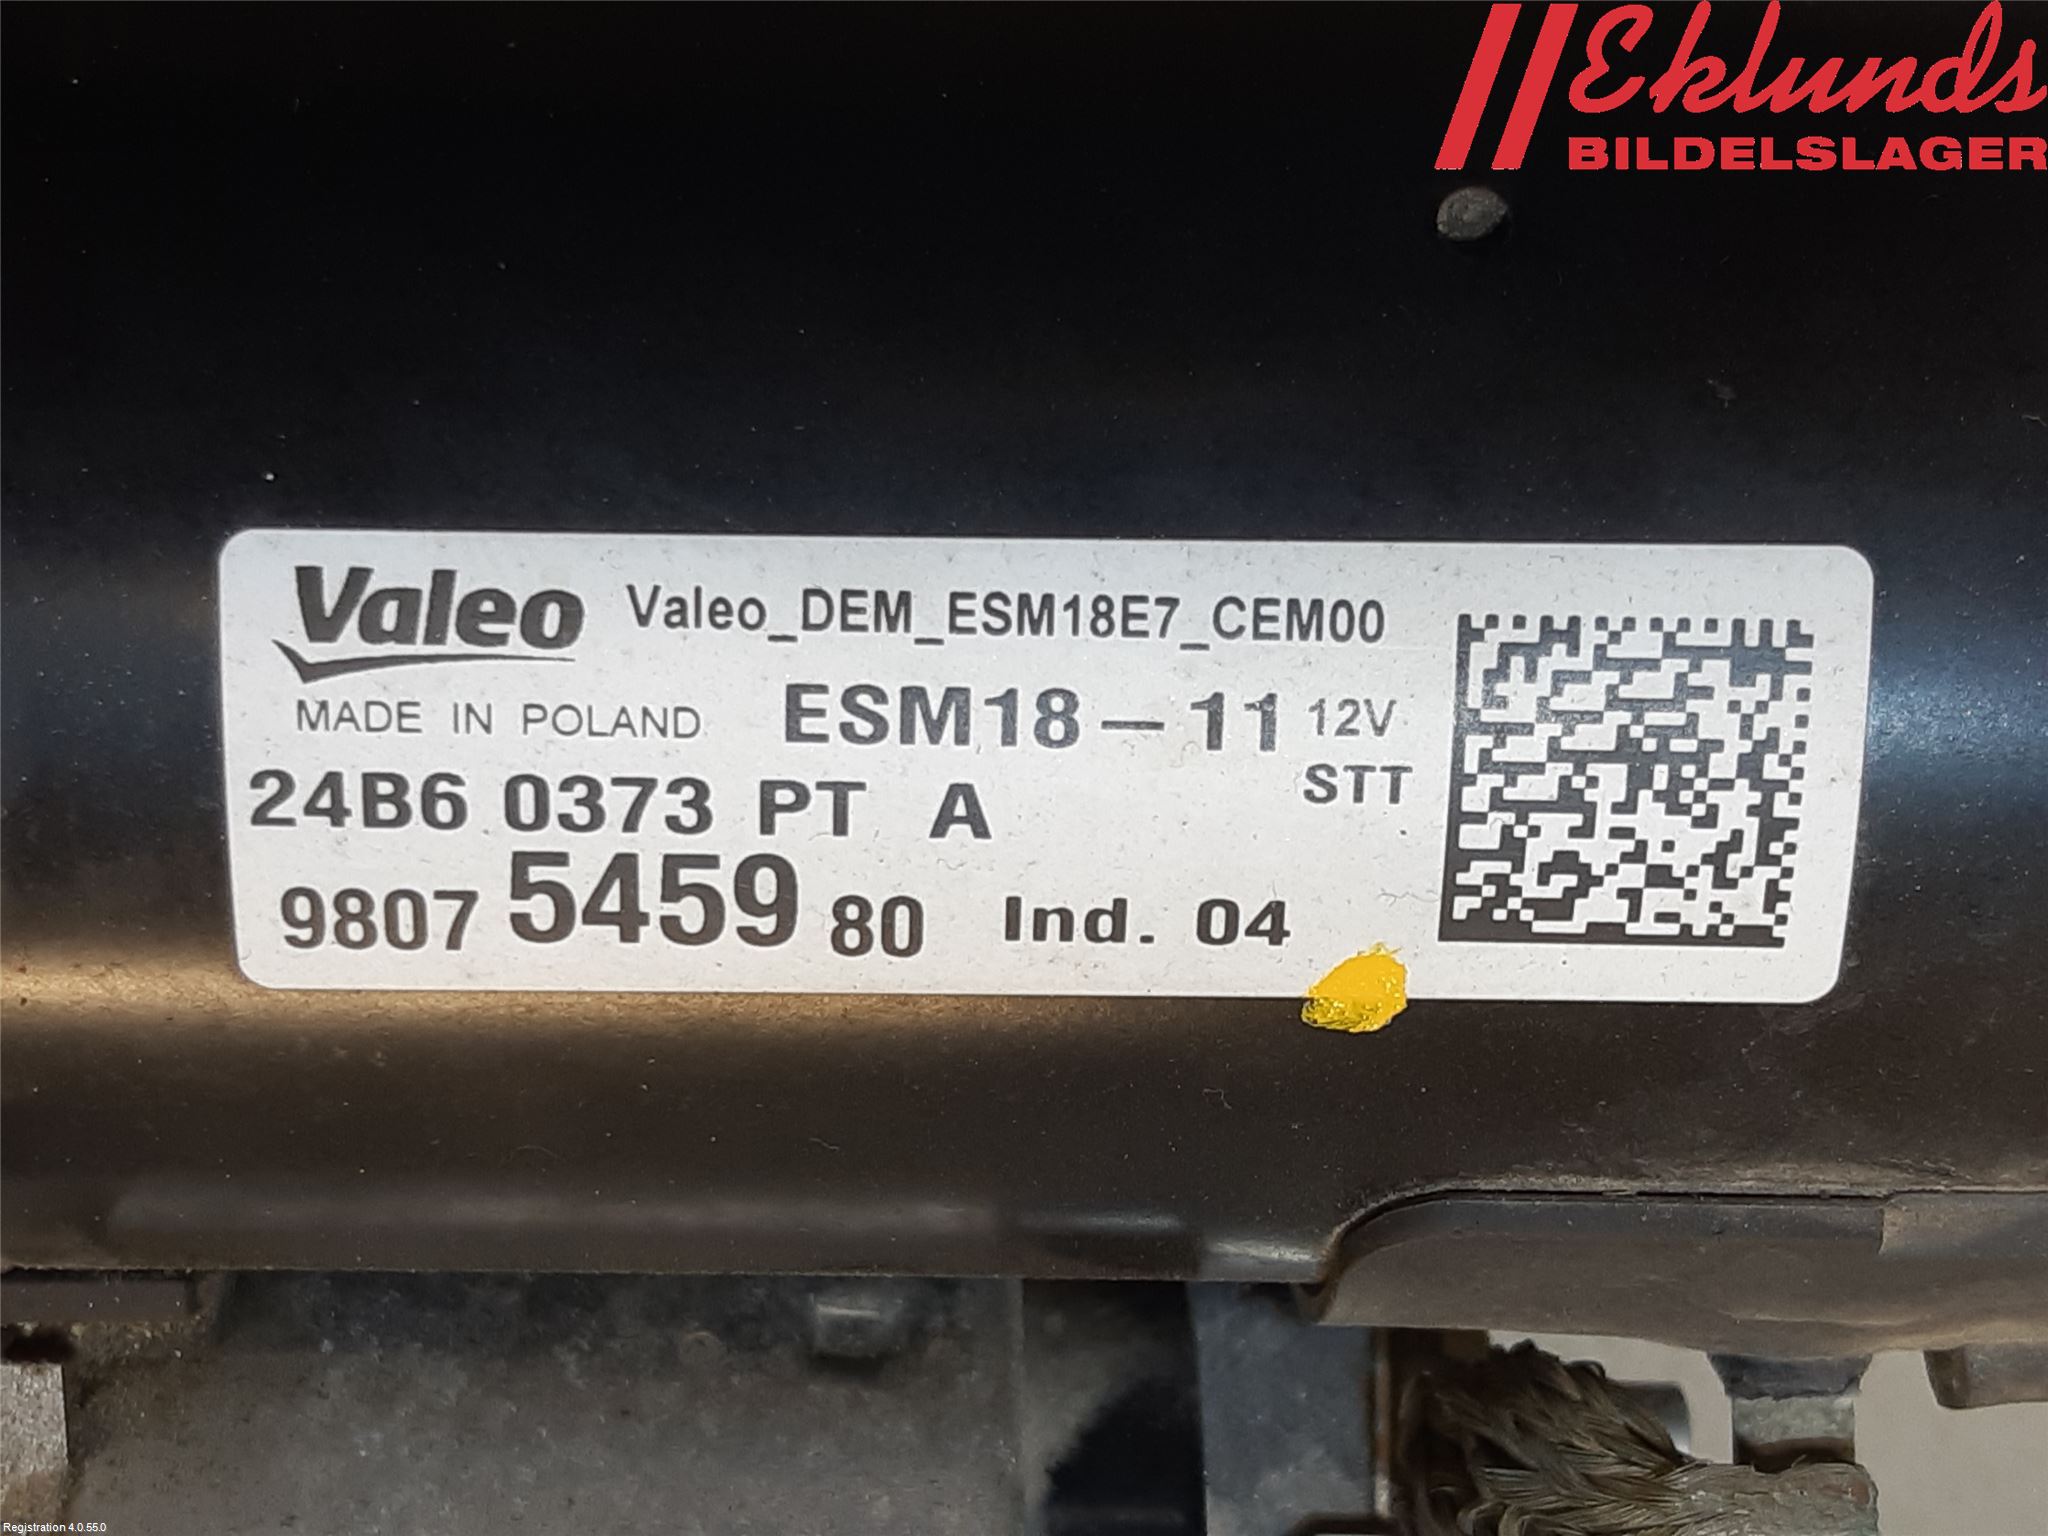 Eklunds
BILDELSLAGER
Valeo Valeo_DEM_ESM18E7_CEM00
MADE IN POLAND ESM18-11 12V
STT
24B6 0373 PT A
9807 5459 80 Ind. 04
Registration 4.0.55.0